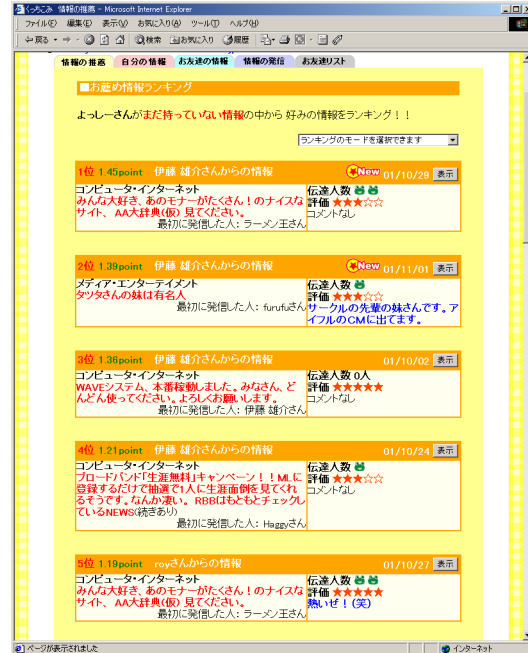 くっちこみ 情報の推薦 - Microsoft Internet Explorer
ファイル(F) 編集(E) 表示(V) お気に入り(A) ツール(T) ヘルプ(H)
戻る 検索 お気に入り 履歴
情報の推薦 自分の情報 お友達の情報 情報の発信 お友達リスト
■お薦め情報ランキング
よっしーさんがまだ持っていない情報の中から 好みの情報をランキング！！
ランキングのモードを選択できます
1位 1.45point 伊藤 雄介さんからの情報 New 01/10/29 表示
コンピュータ・インターネット
みんな大好き、あのモナーがたくさん！のナイスな
サイト、 AA大辞典(仮) 見てください。
最初に発信した人: ラーメン王さん
伝達人数
評価 ★★★☆☆
コメントなし
2位 1.39point 伊藤 雄介さんからの情報 New 01/11/01 表示
メディア・エンターテイメント
タツタさんの妹は有名人
最初に発信した人: furufuさん
伝達人数
評価 ★★★☆☆
サークルの先輩の妹さんです。ア
イフルのCMに出てます。
3位 1.36point 伊藤 雄介さんからの情報 01/10/02 表示
コンピュータ・インターネット
WAVEシステム、本番稼動しました。みなさん、ど
んどん使ってください。よろしくお願いします。
最初に発信した人: 伊藤 雄介さん
伝達人数 0人
評価 ★★★★★
コメントなし
4位 1.21point 伊藤 雄介さんからの情報 01/10/24 表示
コンピュータ・インターネット
ブロードバンド「生涯無料」キャンペーン！！MLに
登録するだけで抽選で1人に生涯面倒を見てくれ
るそうです。なんか凄い。 RBBはもともとチェックし
ているNEWS(続きあり)
最初に発信した人: Haggyさん
伝達人数
評価 ★★★☆☆
コメントなし
5位 1.19point royさんからの情報 01/10/27 表示
コンピュータ・インターネット
みんな大好き、あのモナーがたくさん！のナイスな
サイト、 AA大辞典(仮) 見てください。
最初に発信した人: ラーメン王さん
伝達人数
評価 ★★★★★
熱いぜ！(笑)
ページが表示されました インターネット